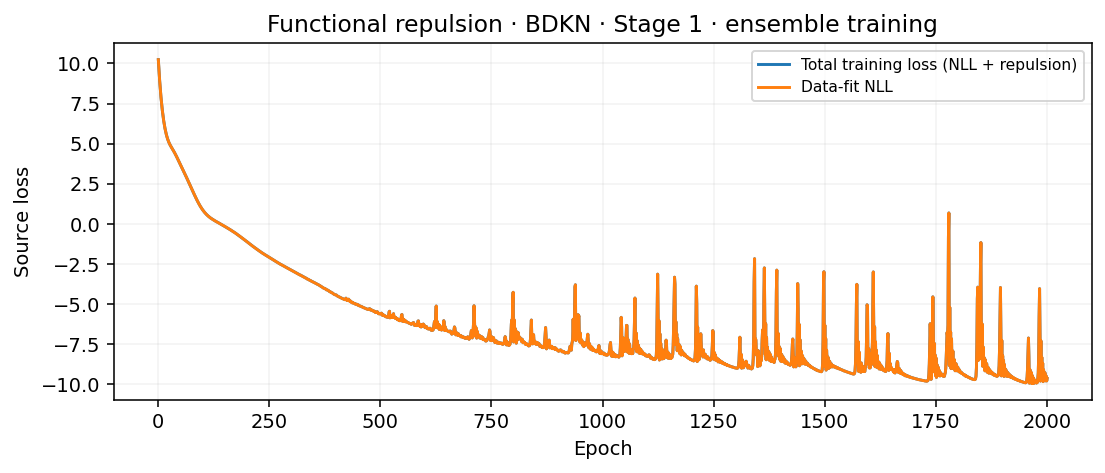 Functional repulsion · BDKN · Stage 1 · ensemble training
Total training loss (NLL + repulsion)
Data-fit NLL
Source loss
10.0
7.5
5.0
2.5
0.0
−2.5
−5.0
−7.5
−10.0
0 250 500 750 1000 1250 1500 1750 2000
Epoch